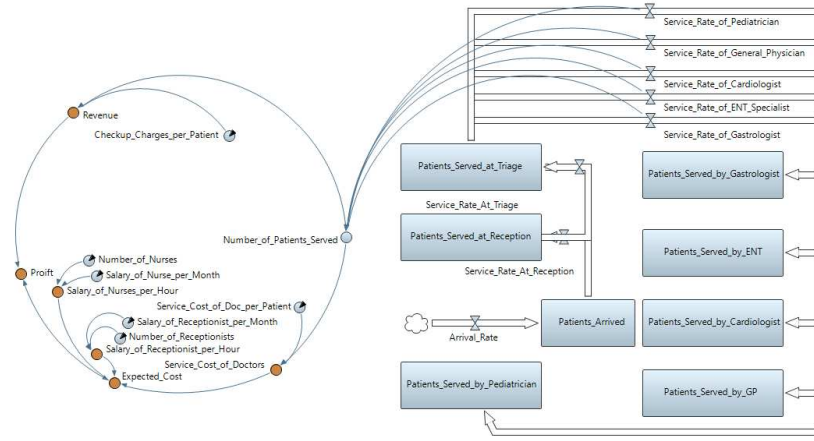 Service_Rate_of_Pediatrician
Service_Rate_of_General_Physician
Service_Rate_of_Cardiologist
Service_Rate_of_ENT_Specialist
Service_Rate_of_Gastrologist
Revenue
Checkup_Charges_per_Patient
Patients_Served_at_Triage
Patients_Served_by_Gastrologist
Service_Rate_At_Triage
Number_of_Patients_Served
Patients_Served_at_Reception
Patients_Served_by_ENT
Service_Rate_At_Reception
Number_of_Nurses
Proift
Salary_of_Nurse_per_Month
Salary_of_Nurses_per_Hour
Service_Cost_of_Doc_per_Patient
Salary_of_Receptionist_per_Month
Number_of_Receptionists
Salary_of_Receptionist_per_Hour
Service_Cost_of_Doctors
Expected_Cost
Arrival_Rate
Patients_Arrived
Patients_Served_by_Cardiologist
Patients_Served_by_Pediatrician
Patients_Served_by_GP